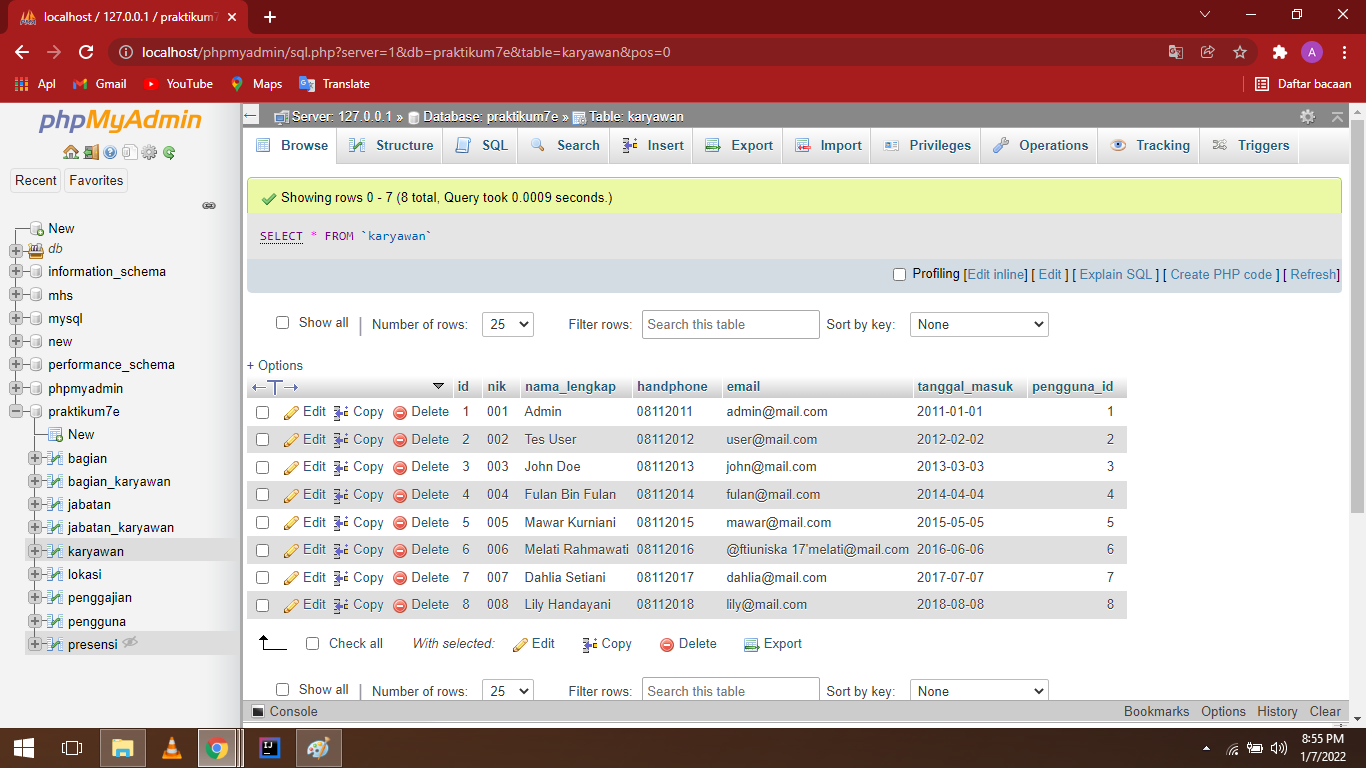 localhost / 127.0.0.1 / praktikum7
localhost/phpmyadmin/sql.php?server=1&db=praktikum7e&table=karyawan&pos=0
A
Apl Gmail YouTube Maps Translate Daftar bacaan
phpMyAdmin
Recent Favorites
New
db
information_schema
mhs
mysql
new
performance_schema
phpmyadmin
praktikum7e
New
bagian
bagian_karyawan
jabatan
jabatan_karyawan
karyawan
lokasi
penggajian
pengguna
presensi
Server: 127.0.0.1 » Database: praktikum7e » Table: karyawan
Browse Structure SQL Search Insert Export Import Privileges Operations Tracking Triggers
Showing rows 0 - 7 (8 total, Query took 0.0009 seconds.)
SELECT * FROM `karyawan`
Profiling [Edit inline] [ Edit ] [ Explain SQL ] [ Create PHP code ] [ Refresh]
Show all | Number of rows: 25 Filter rows: Search this table Sort by key: None
+ Options
←T→ id nik nama_lengkap handphone email tanggal_masuk pengguna_id
Edit Copy Delete 1 001 Admin 08112011 admin@mail.com 2011-01-01 1
Edit Copy Delete 2 002 Tes User 08112012 user@mail.com 2012-02-02 2
Edit Copy Delete 3 003 John Doe 08112013 john@mail.com 2013-03-03 3
Edit Copy Delete 4 004 Fulan Bin Fulan 08112014 fulan@mail.com 2014-04-04 4
Edit Copy Delete 5 005 Mawar Kurniani 08112015 mawar@mail.com 2015-05-05 5
Edit Copy Delete 6 006 Melati Rahmawati 08112016 @ftiuniska 17'melati@mail.com 2016-06-06 6
Edit Copy Delete 7 007 Dahlia Setiani 08112017 dahlia@mail.com 2017-07-07 7
Edit Copy Delete 8 008 Lily Handayani 08112018 lily@mail.com 2018-08-08 8
Check all With selected: Edit Copy Delete Export
Show all | Number of rows: 25 Filter rows: Search this table Sort by key: None
Console Bookmarks Options History Clear
8:55 PM
1/7/2022